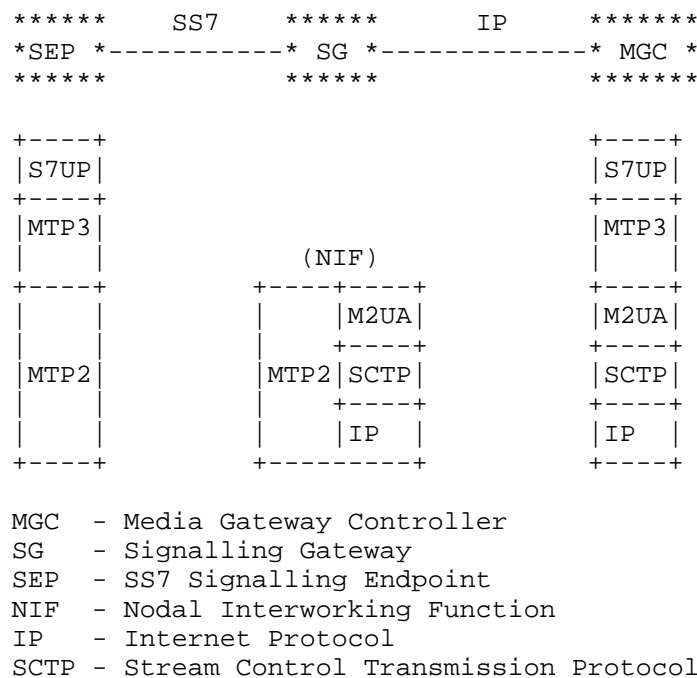 ******     SS7    ******      IP     *******
*SEP *-----------* SG *-------------* MGC *
******            ******             *******

+----+                               +----+
|S7UP|                               |S7UP|
+----+                               +----+
|MTP3|                               |MTP3|
|    |            (NIF)              |    |
+----+         +----+----+           +----+
|    |         |    |M2UA|           |M2UA|
|    |         |    +----+           +----+
|MTP2|         |MTP2|SCTP|           |SCTP|
|    |         |    +----+           +----+
|    |         |    |IP  |           |IP  |
+----+         +---------+           +----+

MGC  - Media Gateway Controller
SG   - Signalling Gateway
SEP  - SS7 Signalling Endpoint
NIF  - Nodal Interworking Function
IP   - Internet Protocol
SCTP - Stream Control Transmission Protocol